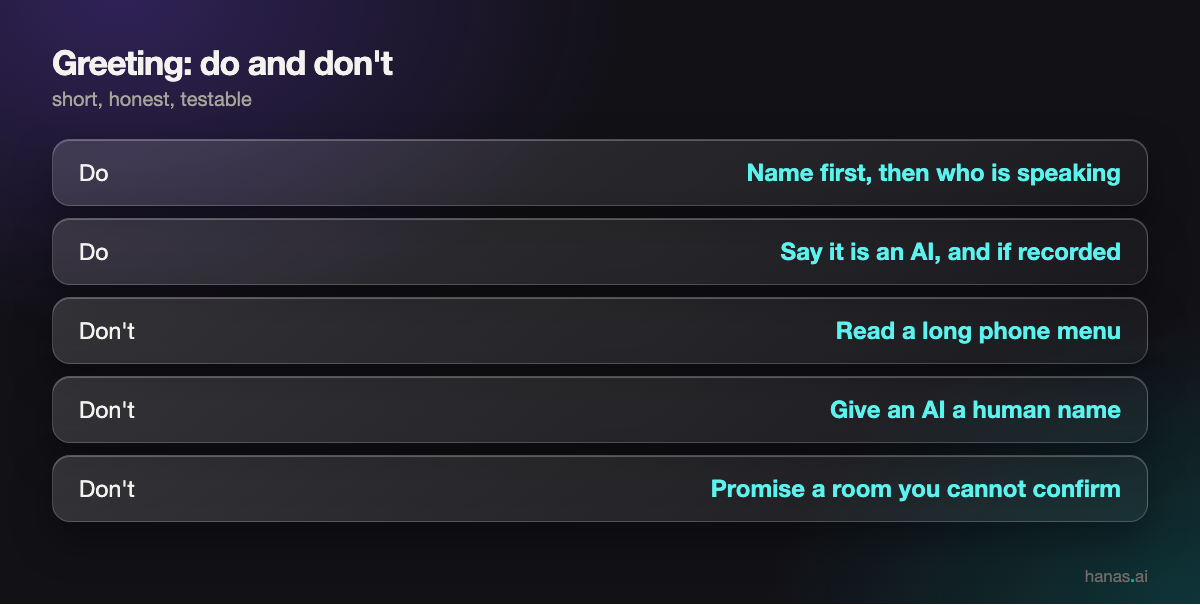 Greeting: do and don't
short, honest, testable
Do Name first, then who is speaking
Do Say it is an AI, and if recorded
Don't Read a long phone menu
Don't Give an AI a human name
Don't Promise a room you cannot confirm
hanas.ai